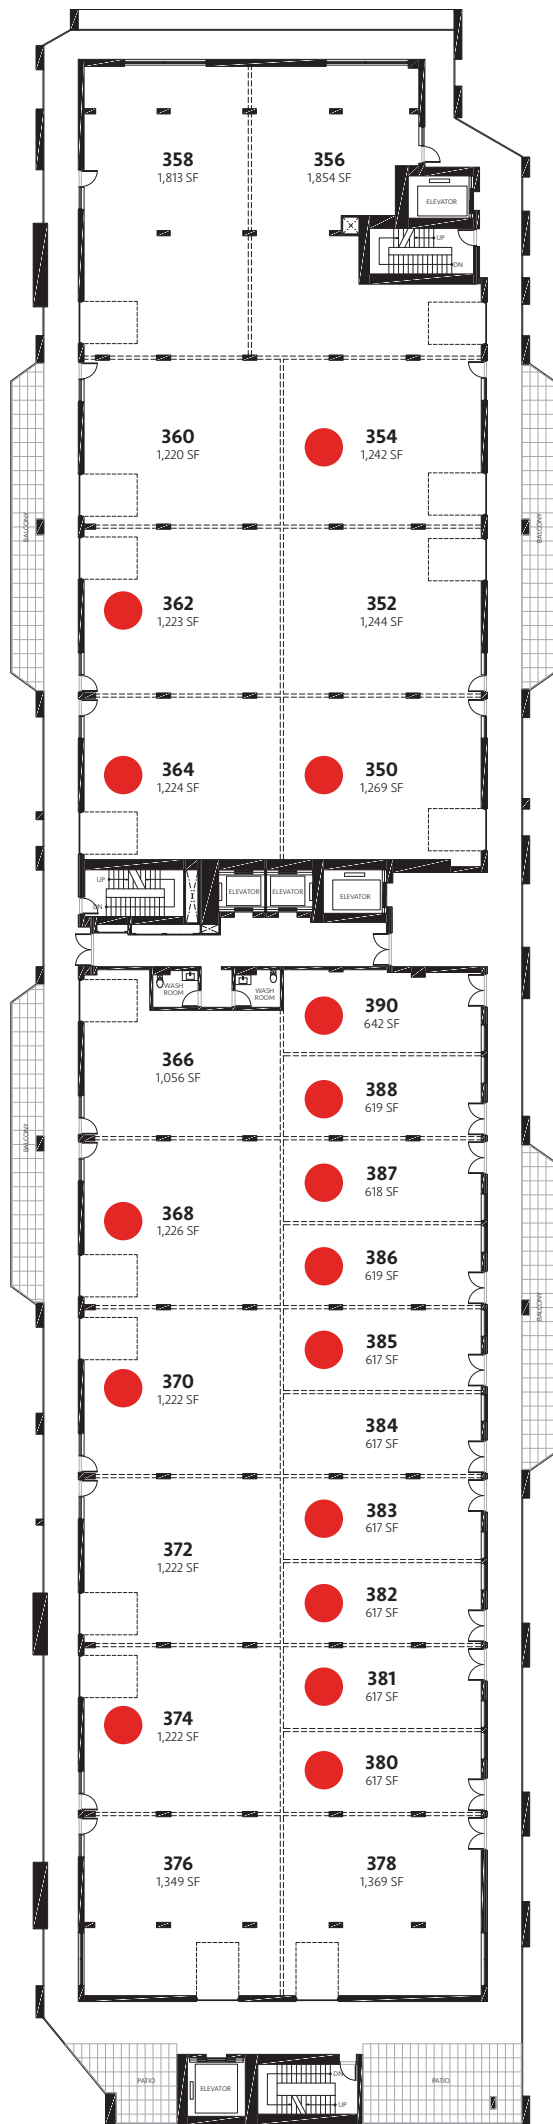 358
1,813 SF
356
1,854 SF
ELEVATOR
UP
DN
360
1,220 SF
354
1,242 SF
BALCONY
BALCONY
362
1,223 SF
352
1,244 SF
364
1,224 SF
350
1,269 SF
UP
DN
ELEVATOR
ELEVATOR
ELEVATOR
WASH
ROOM
WASH
ROOM
390
642 SF
366
1,056 SF
388
619 SF
BALCONY
387
618 SF
368
1,226 SF
386
619 SF
BALCONY
385
617 SF
370
1,222 SF
384
617 SF
383
617 SF
372
1,222 SF
382
617 SF
381
617 SF
374
1,222 SF
380
617 SF
376
1,349 SF
378
1,369 SF
PATIO
ELEVATOR
DN
UP
PATIO